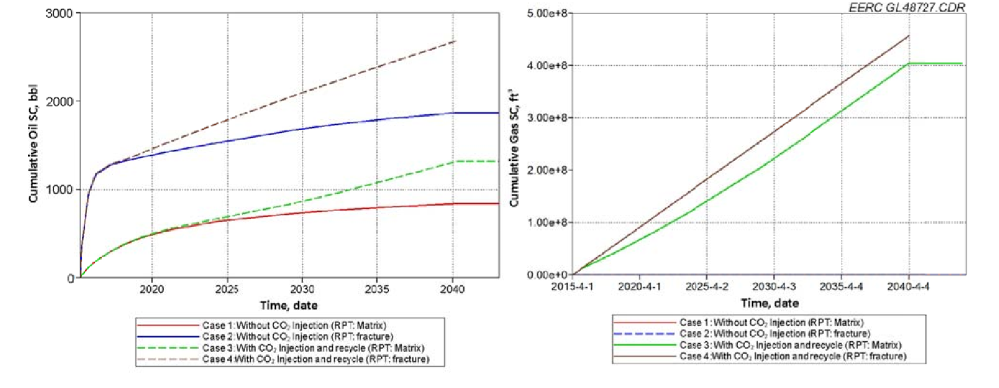 EERC GL48727.CDR
3000
2000
1000
0
Cumulative Oil SC, bbl
2020 2025 2030 2035 2040
Time, date
Case 1:Without CO₂ Injection (RPT: Matrix)
Case 2:Without CO₂ Injection (RPT: fracture)
Case 3:With CO₂ Injection and recycle (RPT: Matrix)
Case 4:With CO₂ Injection and recycle (RPT: fracture)
5.00e+8
4.00e+8
3.00e+8
2.00e+8
1.00e+8
0.00e+0
Cumulative Gas SC, ft³
2015-4-1 2020-4-1 2025-4-2 2030-4-3 2035-4-4 2040-4-4
Time, date
Case 1:Without CO₂ Injection (RPT: Matrix)
Case 2:Without CO₂ Injection (RPT: fracture)
Case 3:With CO₂ Injection and recycle (RPT: Matrix)
Case 4:With CO₂ Injection and recycle (RPT: fracture)